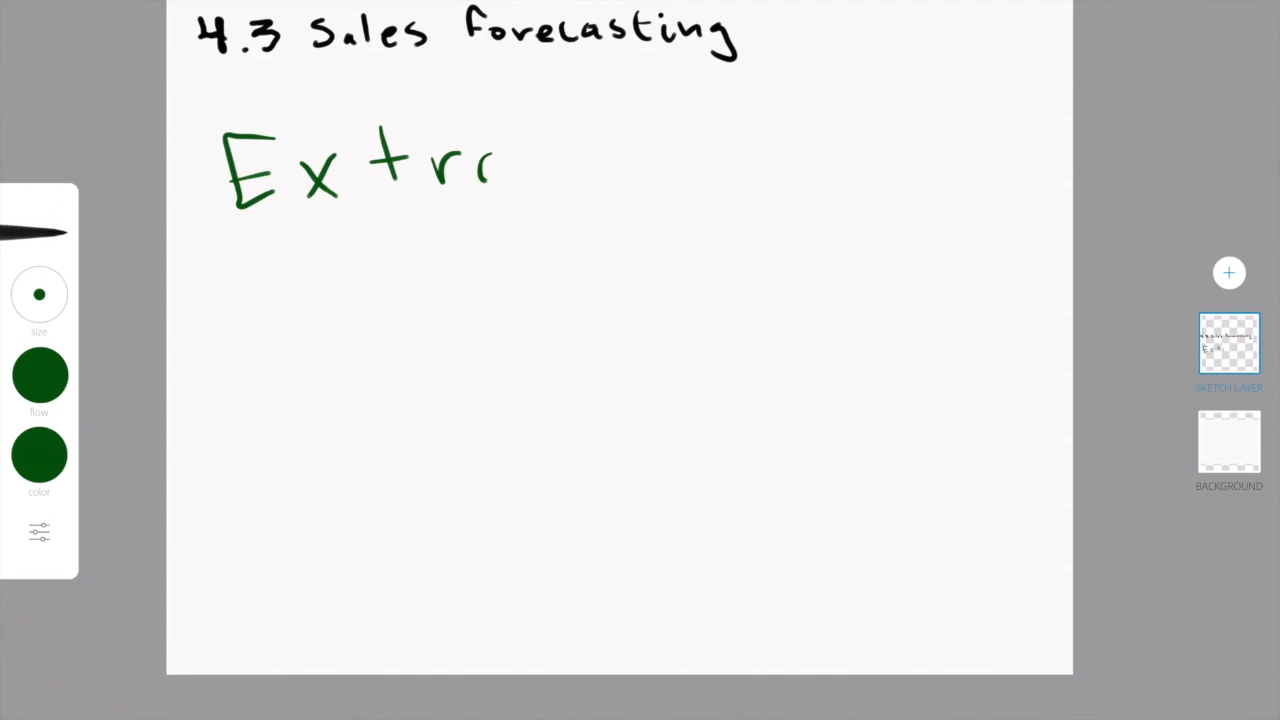 4.3 Sales Forecasting
Extr
size
flow
color
SKETCH LAYER
BACKGROUND